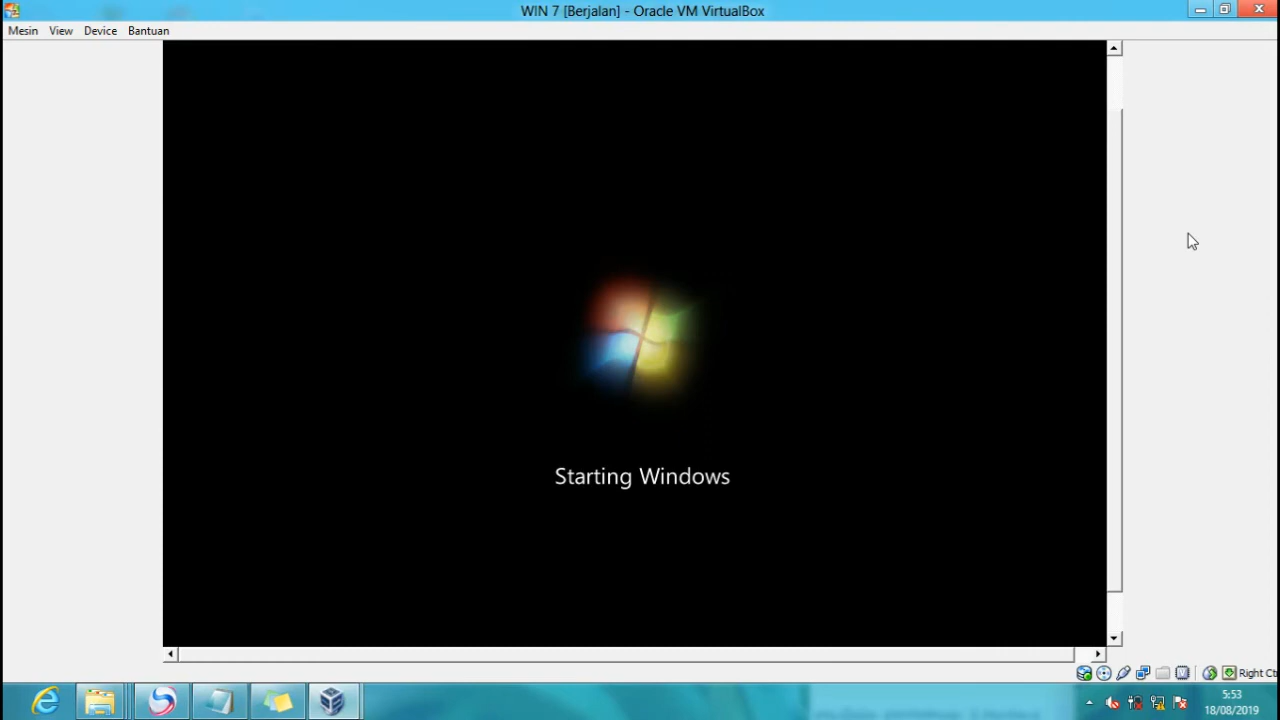 WIN 7 [Berjalan] - Oracle VM VirtualBox
Mesin View Device Bantuan
Starting Windows
Right Ct
5:53
18/08/2019